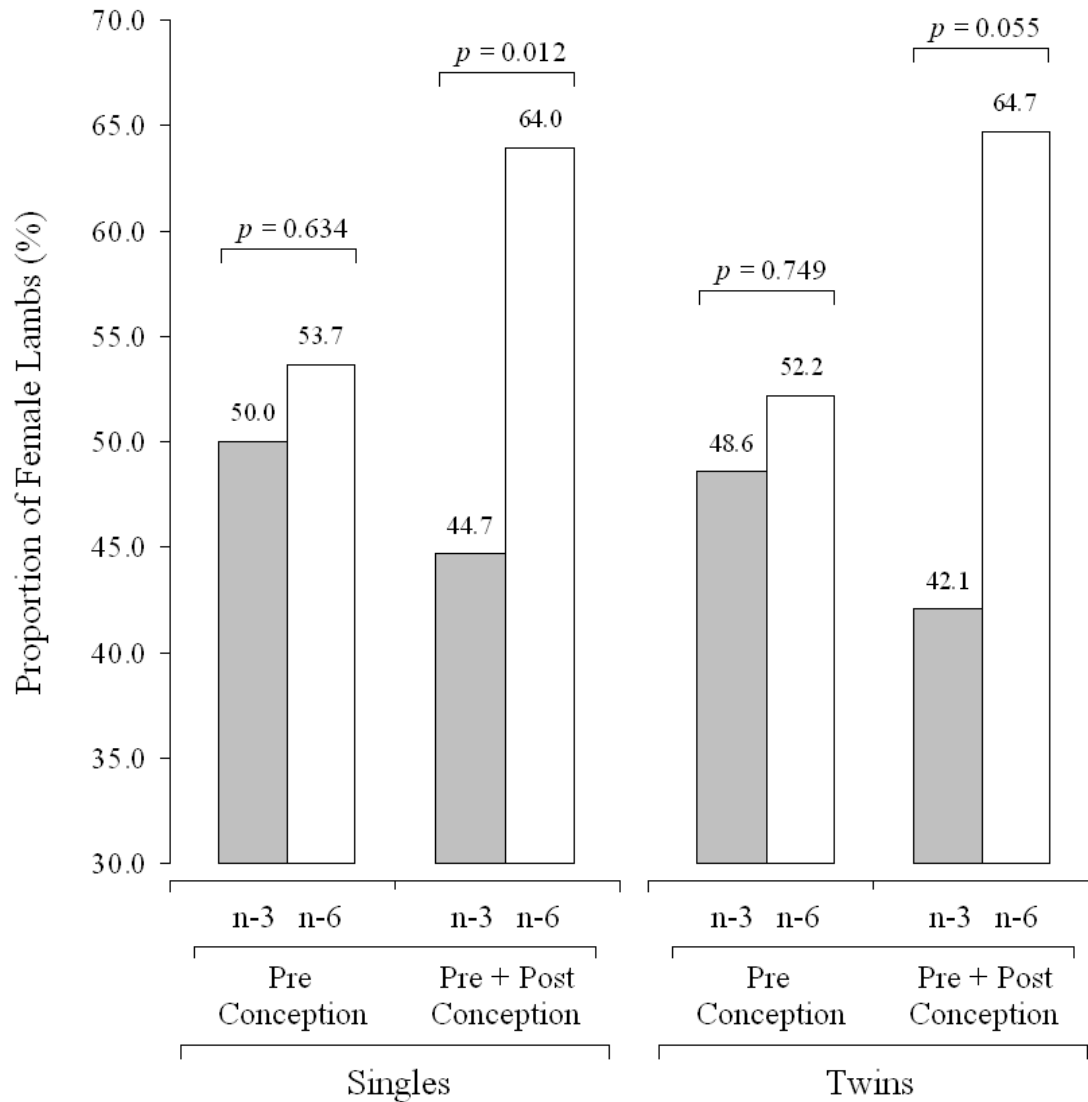 Proportion of Female Lambs (%)
70.0
65.0
60.0
55.0
50.0
45.0
40.0
35.0
30.0
p = 0.634
50.0
53.7
p = 0.012
44.7
64.0
p = 0.749
48.6
52.2
p = 0.055
42.1
64.7
n-3 n-6 n-3 n-6 n-3 n-6 n-3 n-6
Pre
Conception
Pre + Post
Conception
Pre
Conception
Pre + Post
Conception
Singles
Twins